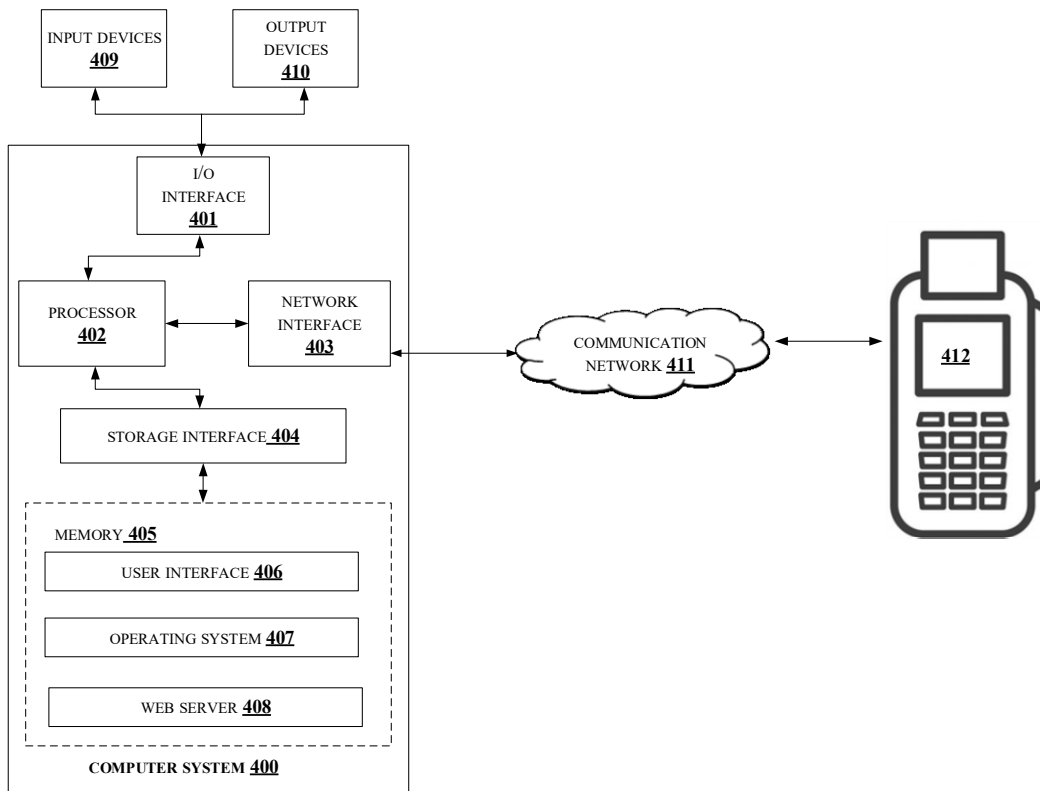 INPUT DEVICES
409
OUTPUT
DEVICES
410
I/O
INTERFACE
401
PROCESSOR
402
NETWORK
INTERFACE
403
COMMUNICATION
NETWORK 411
412
STORAGE INTERFACE 404
MEMORY 405
USER INTERFACE 406
OPERATING SYSTEM 407
WEB SERVER 408
COMPUTER SYSTEM 400